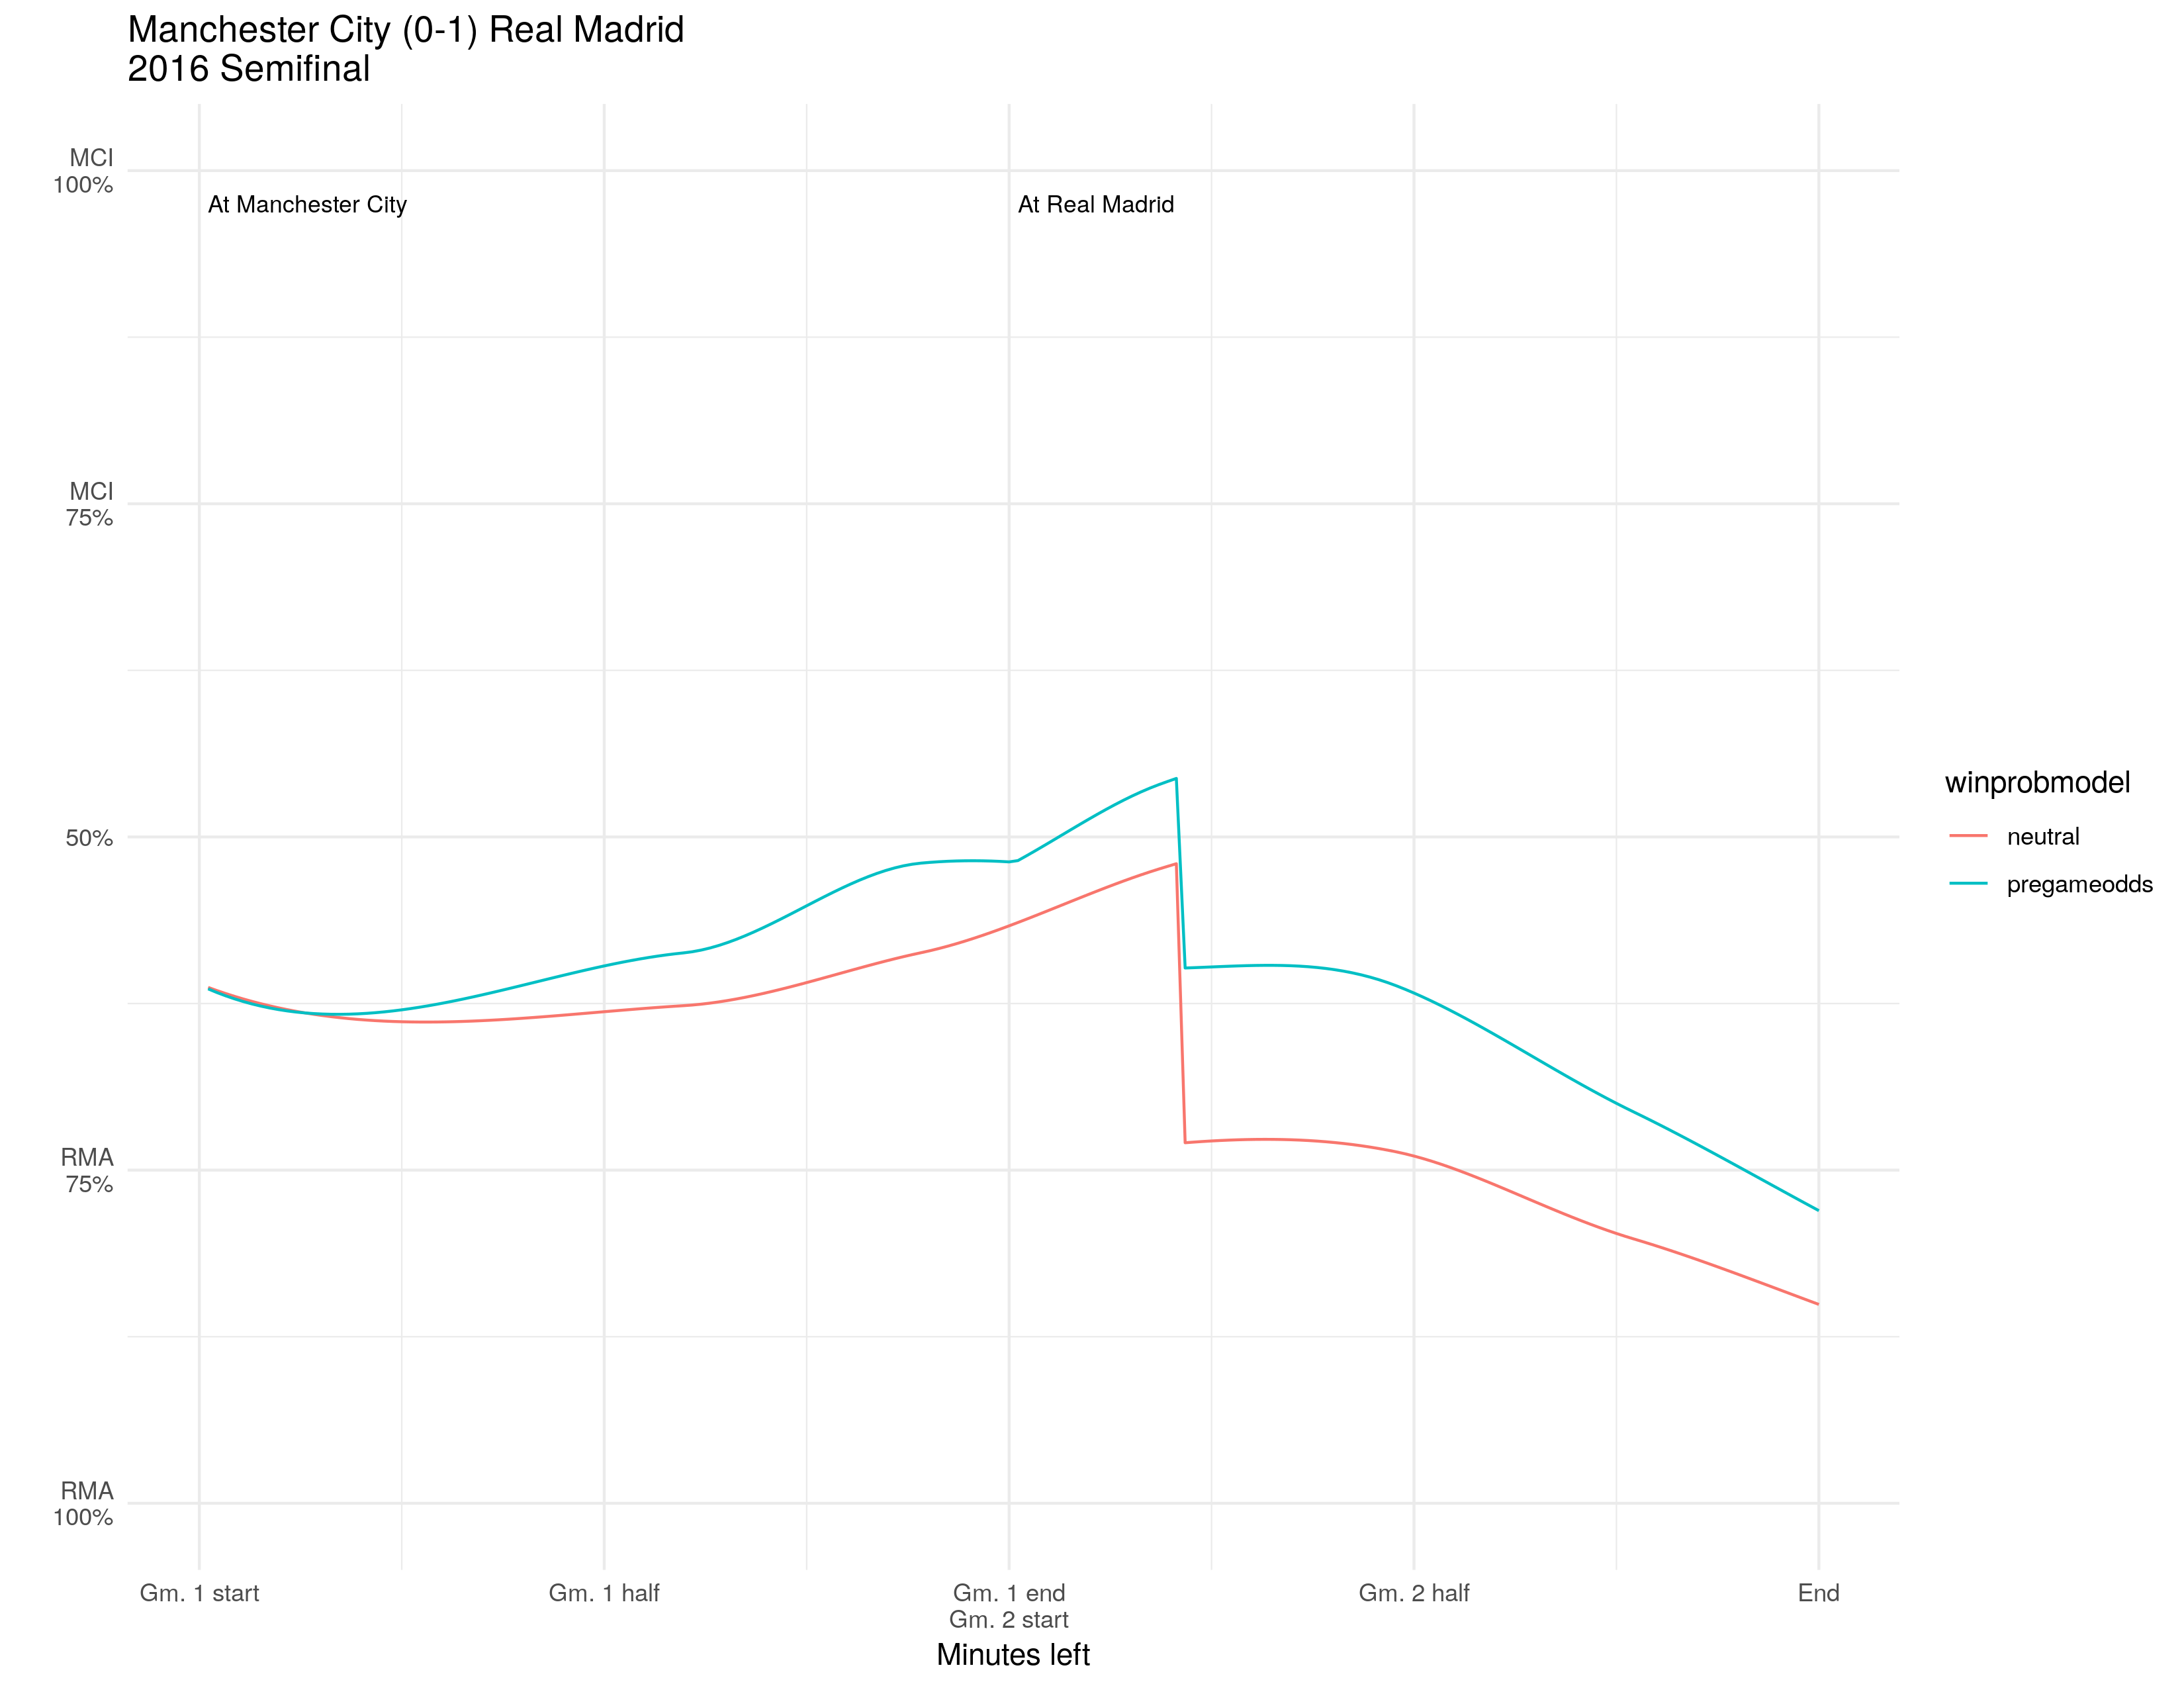 Manchester City (0-1) Real Madrid
2016 Semifinal
MCI
100%
At Manchester City
At Real Madrid
MCI
75%
50%
RMA
75%
RMA
100%
winprobmodel
neutral
pregameodds
Gm. 1 start
Gm. 1 half
Gm. 1 end
Gm. 2 start
Gm. 2 half
End
Minutes left